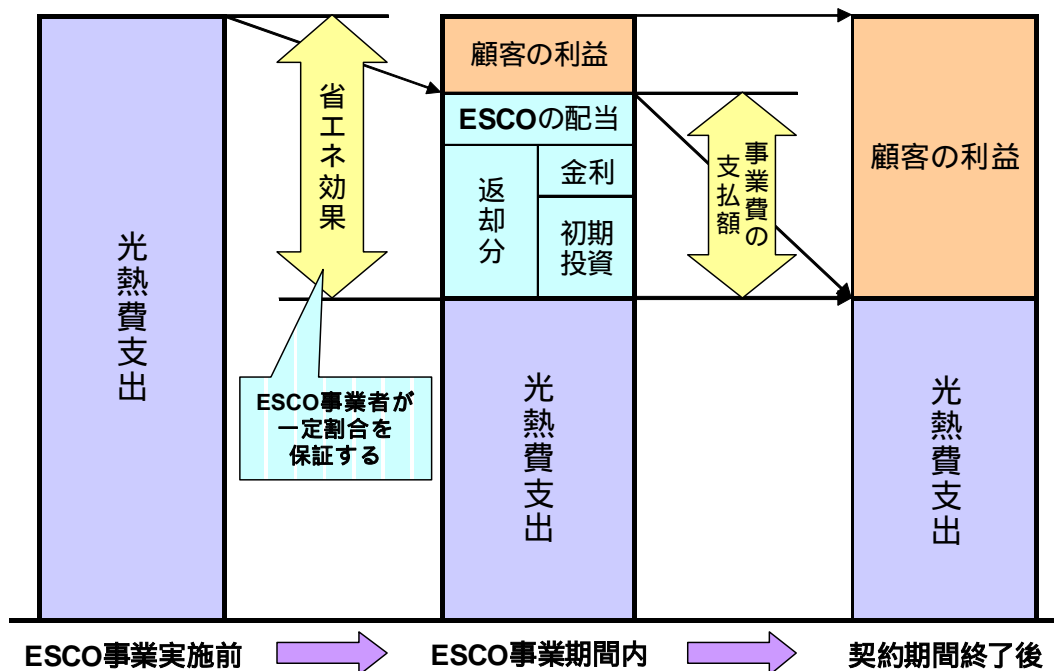 光熱費支出
省エネ効果
ESCO事業者が
一定割合を
保証する
顧客の利益
ESCOの配当
返却分
金利
初期
投資
光熱費支出
事業費の
支払額
顧客の利益
光熱費支出
ESCO事業実施前
ESCO事業期間内
契約期間終了後